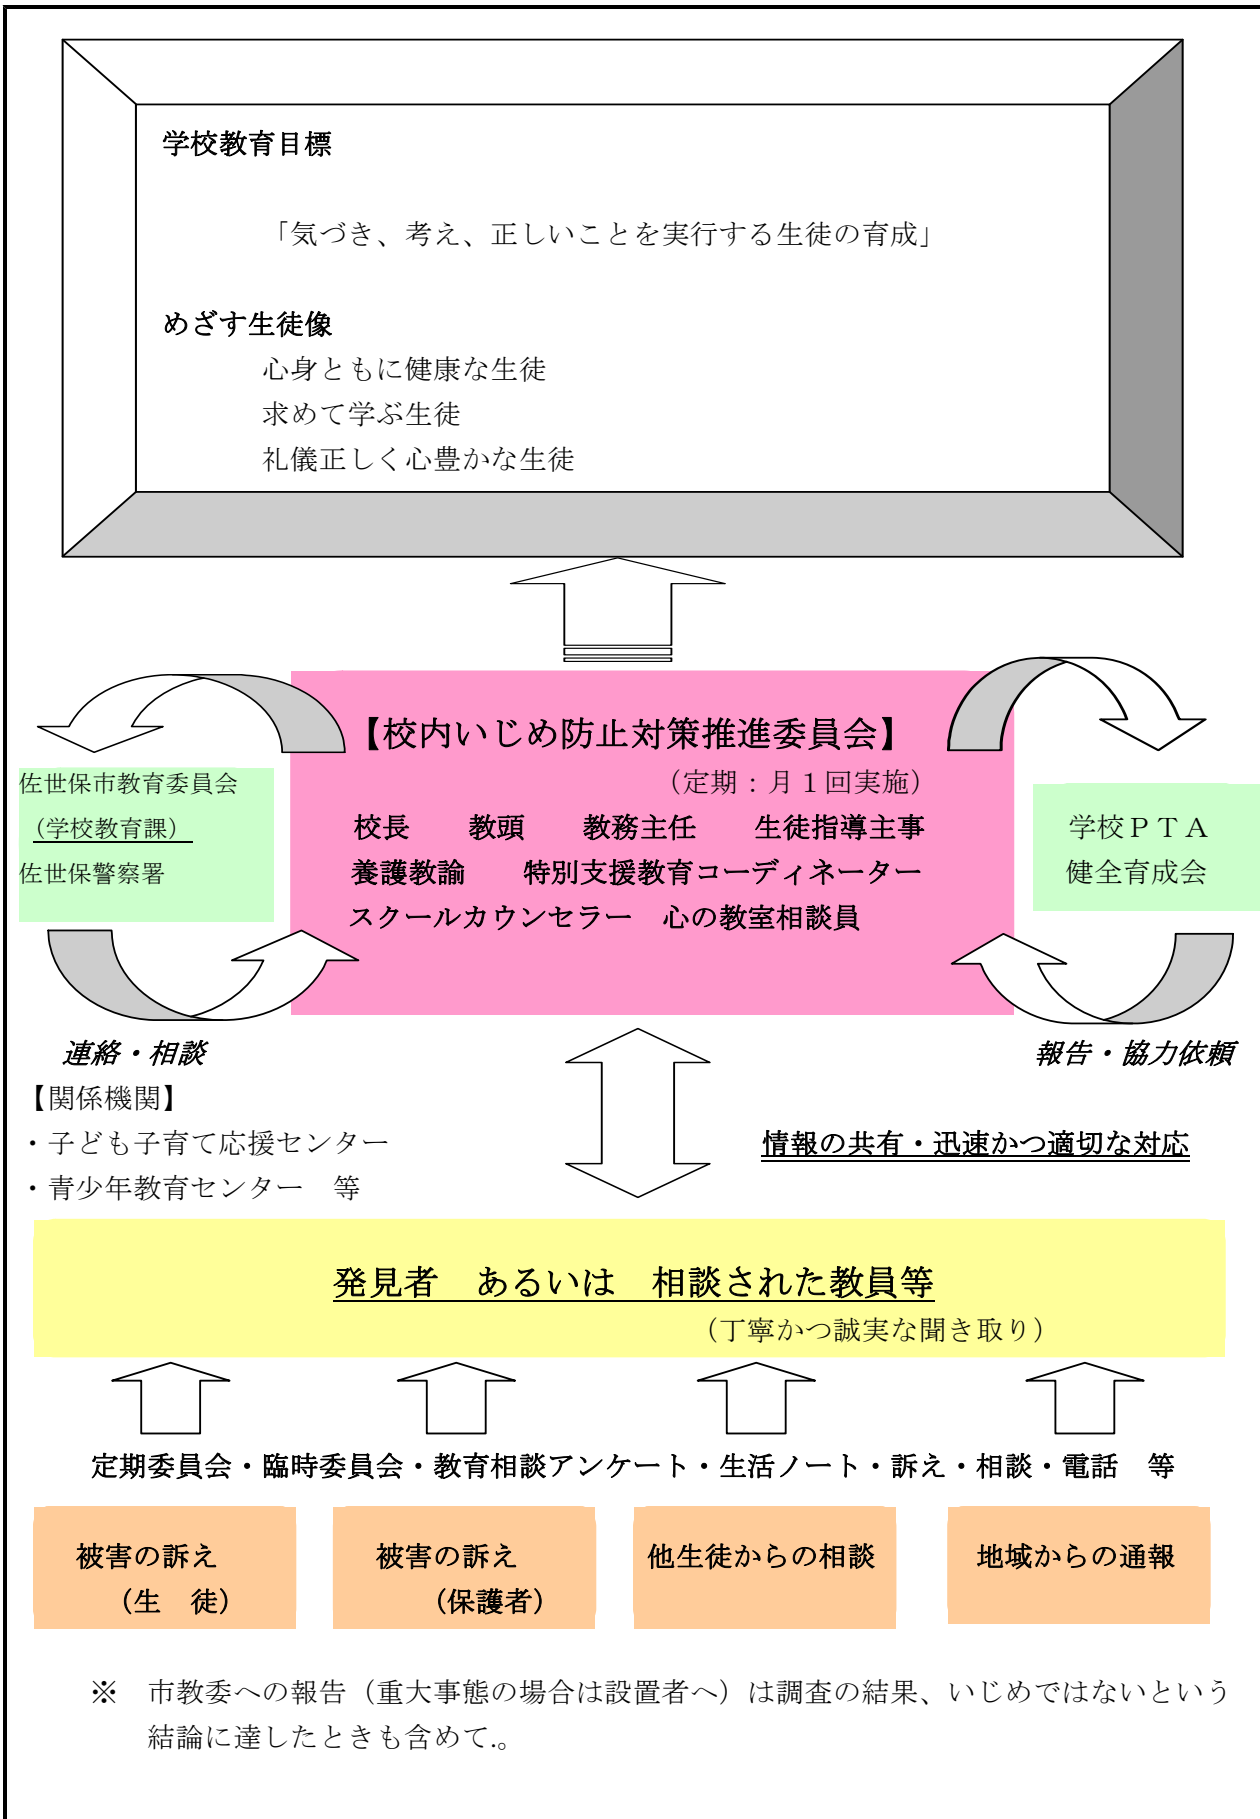 学校教育目標
「気づき、考え、正しいことを実行する生徒の育成」
めざす生徒像
心身ともに健康な生徒
求めて学ぶ生徒
礼儀正しく心豊かな生徒
【校内いじめ防止対策推進委員会】
（定期：月１回実施）
校長　教頭　教務主任　生徒指導主事
養護教諭　特別支援教育コーディネーター
スクールカウンセラー　心の教室相談員
佐世保市教育委員会
（学校教育課）
佐世保警察署
学校ＰＴＡ
健全育成会
連絡・相談
報告・協力依頼
【関係機関】
・子ども子育て応援センター
・青少年教育センター　等
情報の共有・迅速かつ適切な対応
発見者　あるいは　相談された教員等
（丁寧かつ誠実な聞き取り）
定期委員会・臨時委員会・教育相談アンケート・生活ノート・訴え・相談・電話　等
被害の訴え
（生　徒）
被害の訴え
（保護者）
他生徒からの相談
地域からの通報
※　市教委への報告（重大事態の場合は設置者へ）は調査の結果、いじめではないという
結論に達したときも含めて.。